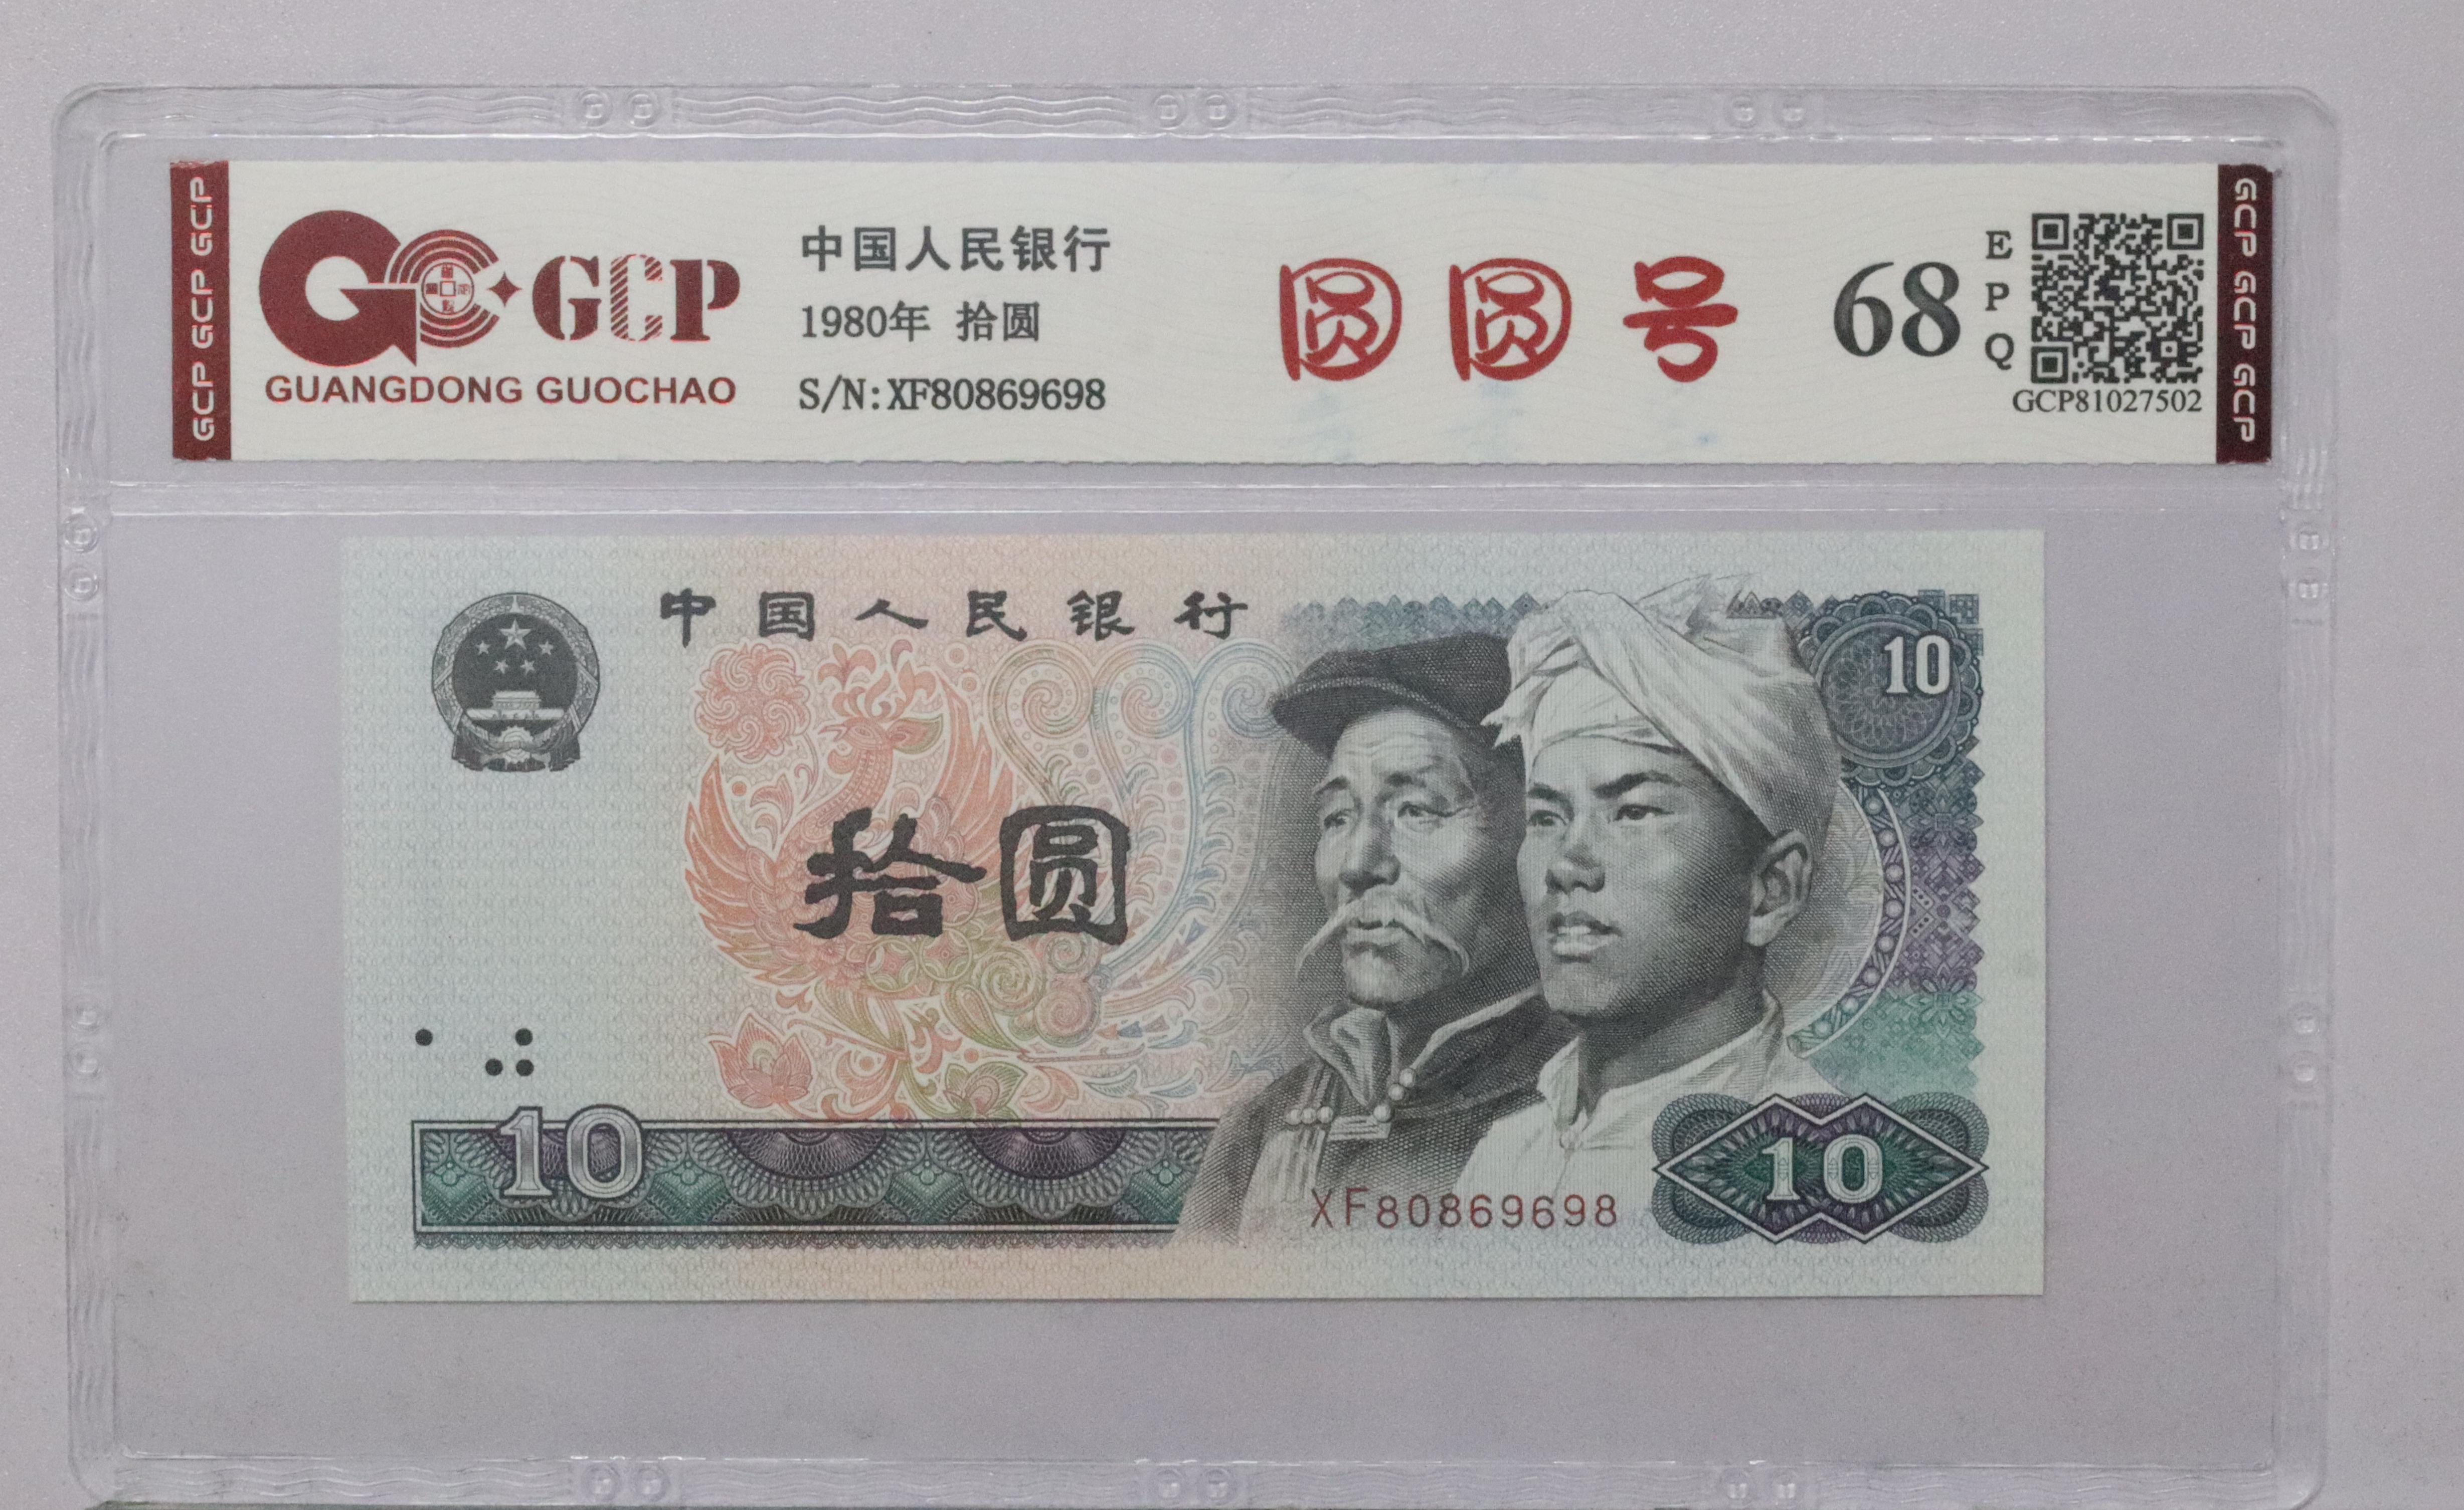 GCP GCP GCP
GCP
GUANGDONG GUOCHAO
中国人民银行
1980年 拾圆
S/N:XF80869698
圆圆号
68
EPQ
GCP81027502
GCP GCP GCP GCP
中国人民银行
10
拾圆
10
XF80869698
10